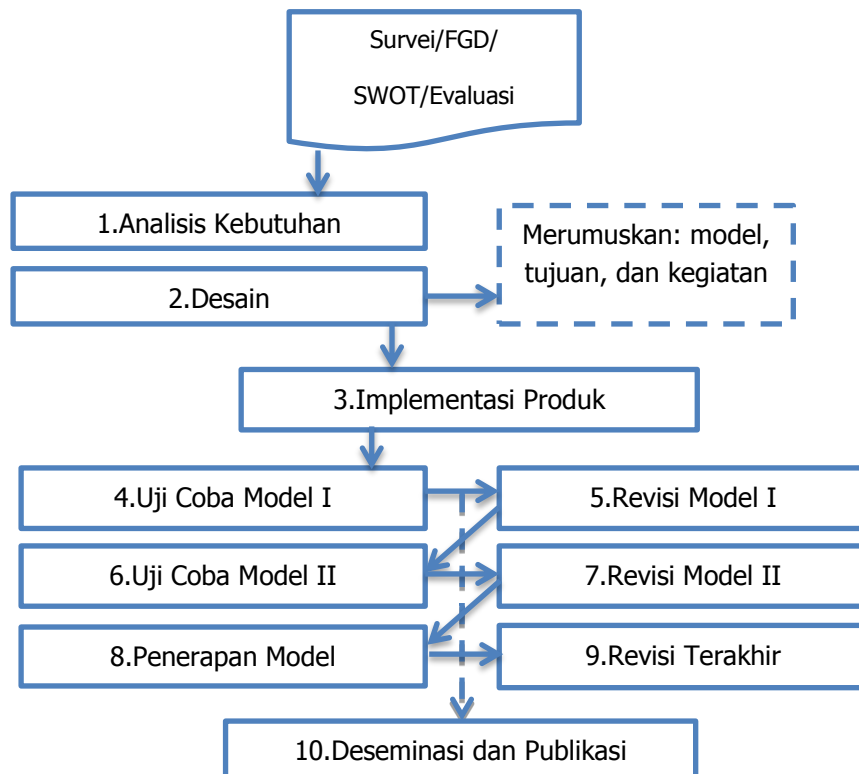 Survei/FGD/
SWOT/Evaluasi
1.Analisis Kebutuhan
Merumuskan: model,
tujuan, dan kegiatan
2.Desain
3.Implementasi Produk
4.Uji Coba Model I
5.Revisi Model I
6.Uji Coba Model II
7.Revisi Model II
8.Penerapan Model
9.Revisi Terakhir
10.Deseminasi dan Publikasi